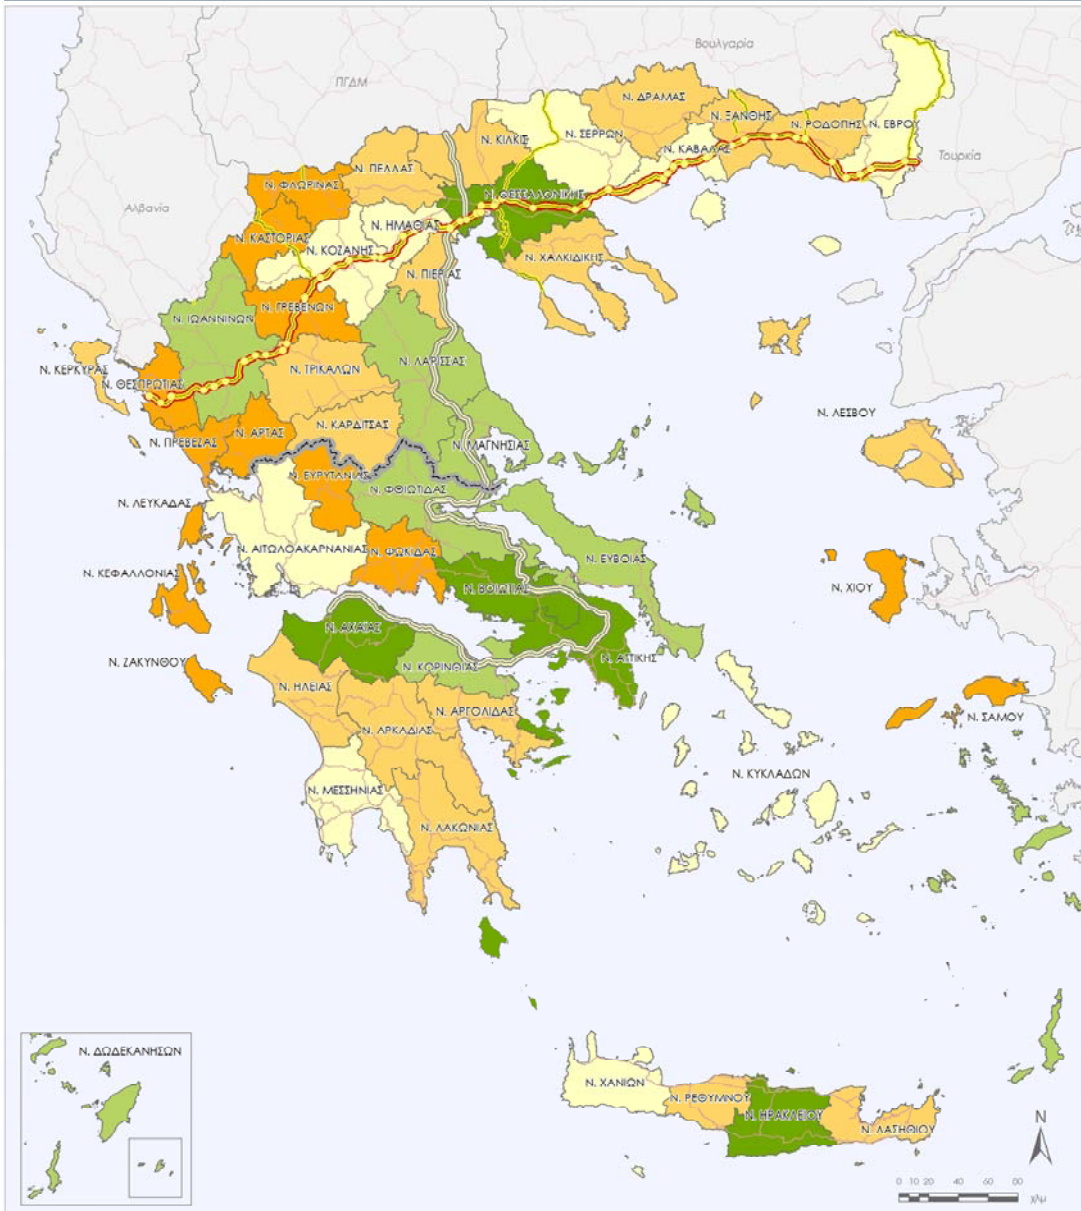 Βουλγαρία
ΠΓΔΜ
Ν. ΔΡΑΜΑΣ
Ν. ΞΑΝΘΗΣ
Ν. ΡΟΔΟΠΗΣ
Ν. ΕΒΡΟΥ
Ν. ΚΙΛΚΙΣ
Ν. ΣΕΡΡΩΝ
Ν. ΚΑΒΑΛΑΣ
Τουρκία
Ν. ΠΕΛΛΑΣ
Ν. ΦΛΩΡΙΝΑΣ
Ν. ΘΕΣΣΑΛΟΝΙΚΗΣ
Αλβανία
Ν. ΗΜΑΘΙΑΣ
Ν. ΚΑΣΤΟΡΙΑΣ
Ν. ΚΟΖΑΝΗΣ
Ν. ΧΑΛΚΙΔΙΚΗΣ
Ν. ΠΙΕΡΙΑΣ
Ν. ΓΡΕΒΕΝΩΝ
Ν. ΙΩΑΝΝΙΝΩΝ
Ν. ΛΑΡΙΣΣΑΣ
Ν. ΚΕΡΚΥΡΑΣ
Ν. ΤΡΙΚΑΛΩΝ
Ν. ΘΕΣΠΡΩΤΙΑΣ
Ν. ΛΕΣΒΟΥ
Ν. ΚΑΡΔΙΤΣΑΣ
Ν. ΑΡΤΑΣ
Ν. ΠΡΕΒΕΖΑΣ
Ν. ΜΑΓΝΗΣΙΑΣ
Ν. ΕΥΡΥΤΑΝΙΑΣ
Ν. ΦΘΙΩΤΙΔΑΣ
Ν. ΛΕΥΚΑΔΑΣ
Ν. ΑΙΤΩΛΟΑΚΑΡΝΑΝΙΑΣ
Ν. ΦΩΚΙΔΑΣ
Ν. ΕΥΒΟΙΑΣ
Ν. ΚΕΦΑΛΛΟΝΙΑΣ
Ν. ΒΟΙΩΤΙΑΣ
Ν. ΧΙΟΥ
Ν. ΑΧΑΪΑΣ
Ν. ΑΤΤΙΚΗΣ
Ν. ΖΑΚΥΝΘΟΥ
Ν. ΚΟΡΙΝΘΙΑΣ
Ν. ΗΛΕΙΑΣ
Ν. ΑΡΓΟΛΙΔΑΣ
Ν. ΣΑΜΟΥ
Ν. ΑΡΚΑΔΙΑΣ
Ν. ΚΥΚΛΑΔΩΝ
Ν. ΜΕΣΣΗΝΙΑΣ
Ν. ΛΑΚΩΝΙΑΣ
Ν. ΔΩΔΕΚΑΝΗΣΩΝ
Ν. ΧΑΝΙΩΝ
Ν. ΡΕΘΥΜΝΟΥ
Ν. ΗΡΑΚΛΕΙΟΥ
Ν. ΛΑΣΗΘΙΟΥ
N
0 10 20 40 60 80
χλμ